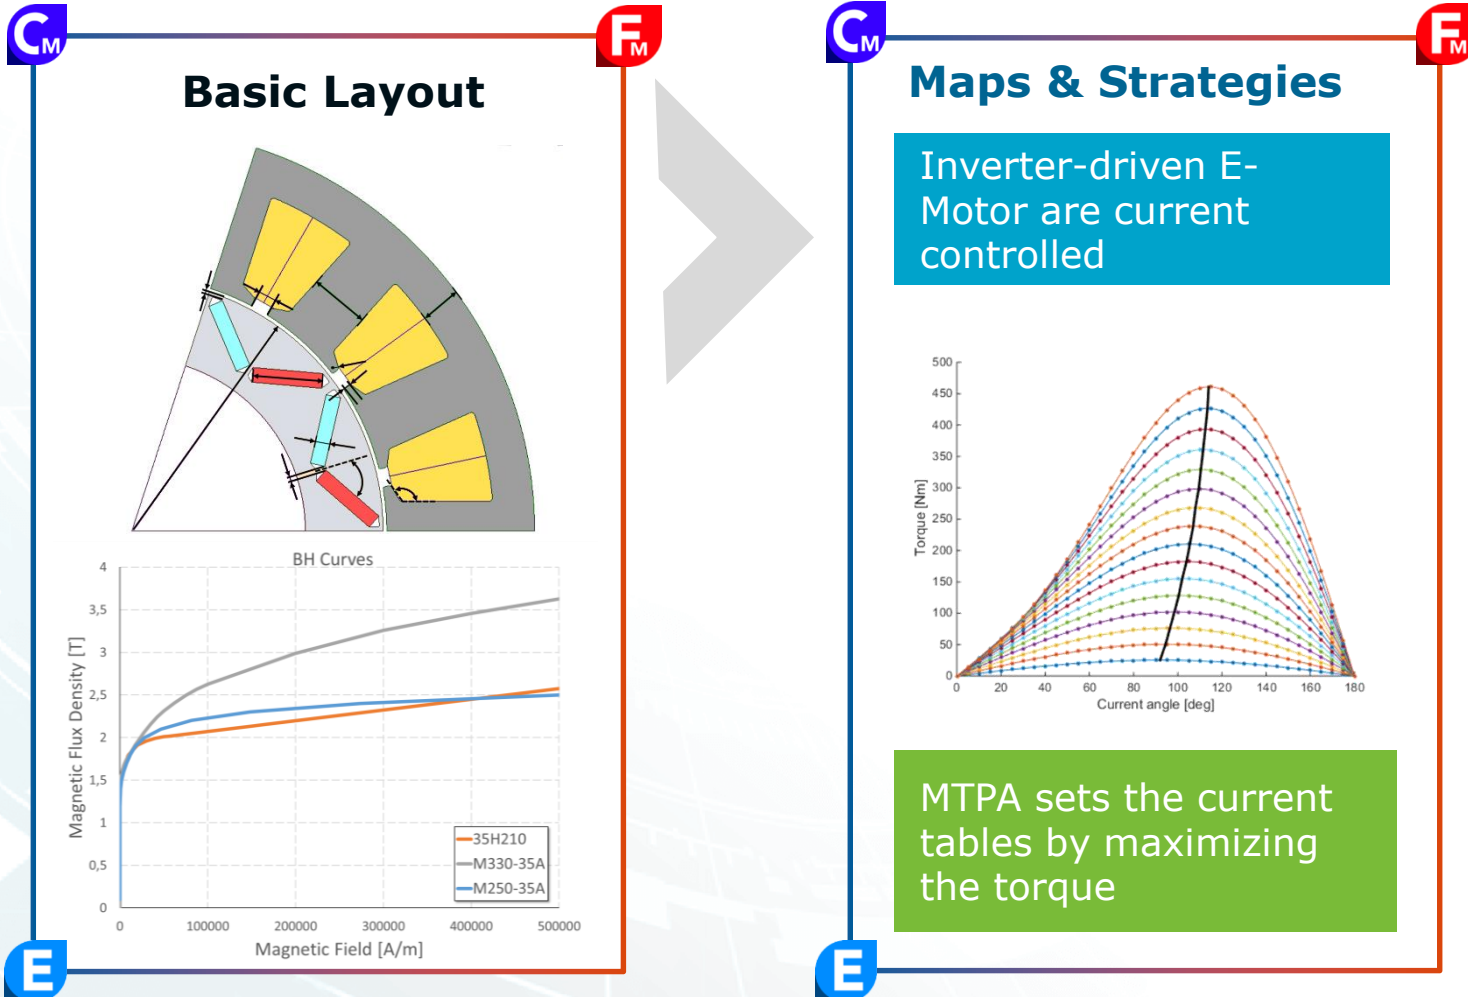 CM
FM
Basic Layout
BH Curves
4
3,5
3
2,5
2
1,5
1
0,5
0
Magnetic Flux Density [T]
0
100000
200000
300000
400000
500000
Magnetic Field [A/m]
35H210
M330-35A
M250-35A
E
CM
FM
Maps & Strategies
Inverter-driven E-
Motor are current
controlled
500
450
400
350
300
250
200
150
100
50
0
Torque [Nm]
0
20
40
60
80
100
120
140
160
180
Current angle [deg]
MTPA sets the current
tables by maximizing
the torque
E